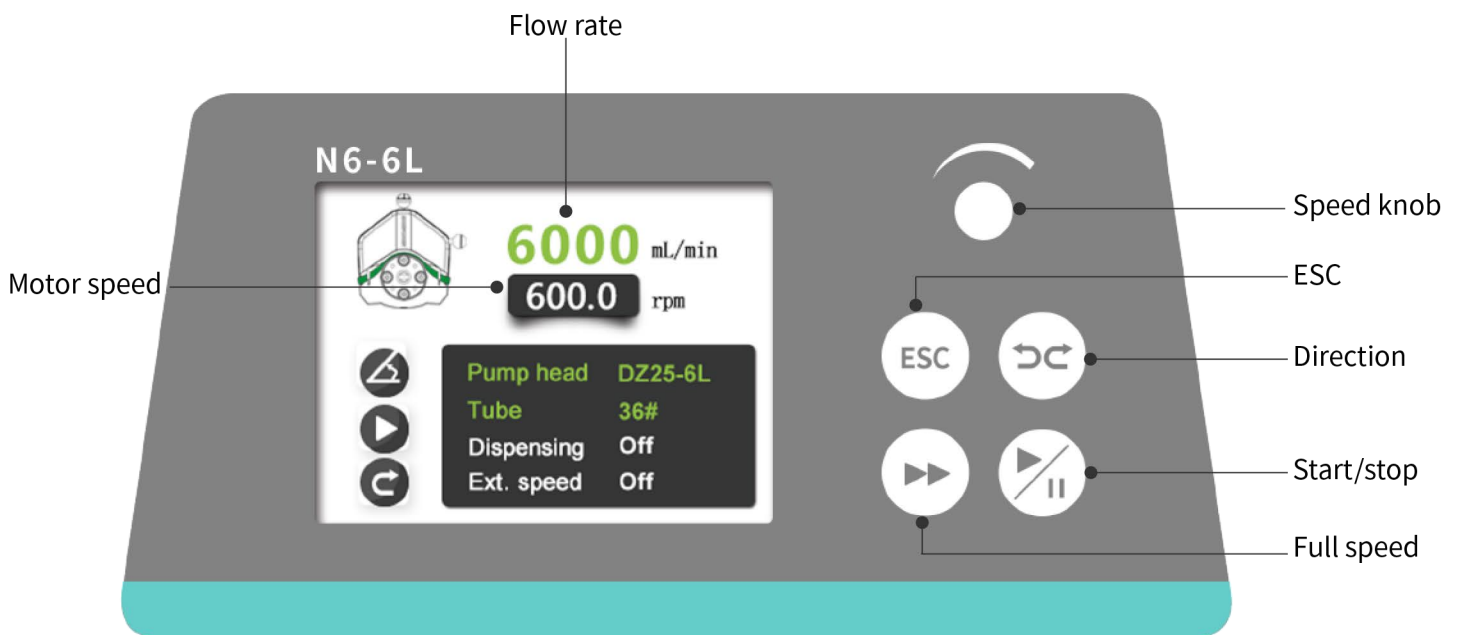 Flow rate
N6-6L
6000 mL/min
Motor speed
600.0 rpm
Pump head DZ25-6L
Tube 36#
Dispensing Off
Ext. speed Off
Speed knob
ESC
ESC
Direction
Start/stop
Full speed